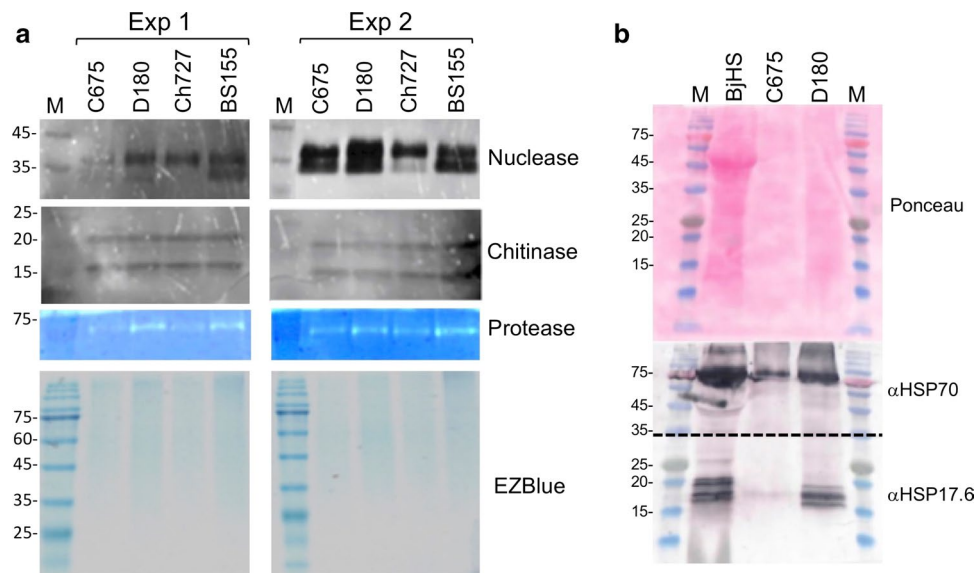 a
Exp 1
Exp 2
M C675 D180 Ch727 BS155
C675 D180 Ch727 BS155 M
45-
35-
Nuclease
25
20-
15-
Chitinase
75-
Protease
75-
60-
45-
35-
25-
EZBlue
b
M BjHS C675 D180 M
75-
45-
35-
25-
20-
15-
Ponceau
75-
45-
35-
αHSP70
25-
20-
15-
αHSP17.6